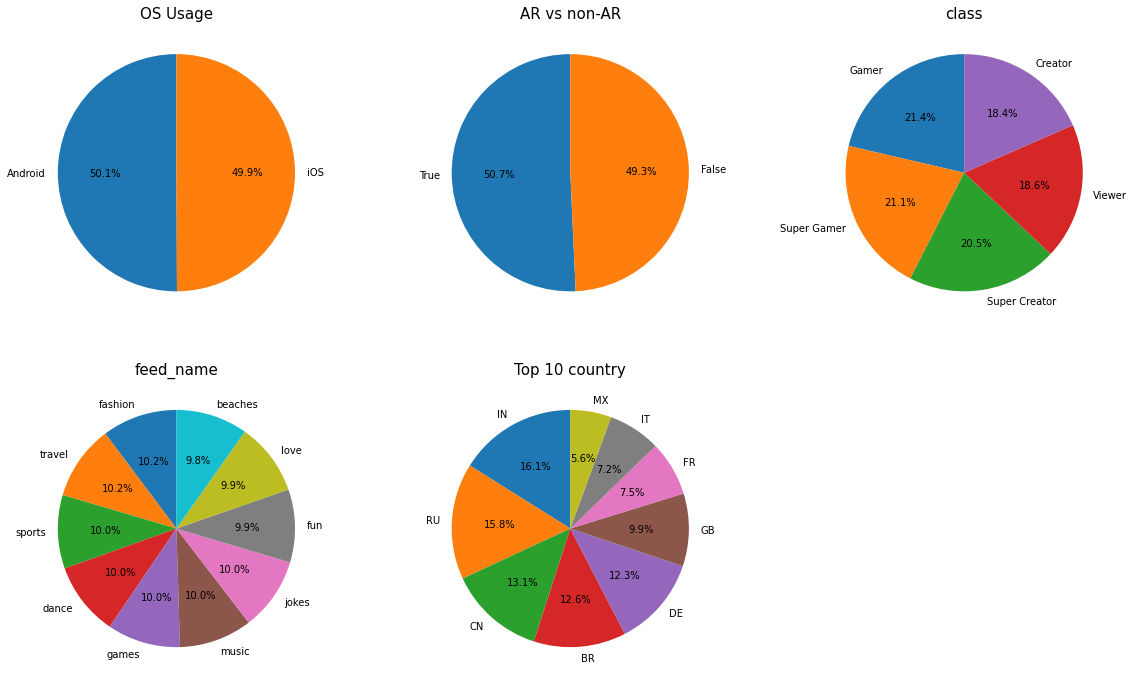 OS Usage
Android
50.1%
49.9%
iOS
AR vs non-AR
True
50.7%
49.3%
False
class
Gamer
21.4%
Super Gamer
21.1%
Super Creator
20.5%
Viewer
18.6%
Creator
18.4%
feed_name
fashion
10.2%
travel
10.2%
sports
10.0%
dance
10.0%
games
10.0%
music
10.0%
jokes
10.0%
fun
9.9%
love
9.9%
beaches
9.8%
Top 10 country
IN
16.1%
RU
15.8%
CN
13.1%
BR
12.6%
DE
12.3%
GB
9.9%
FR
7.5%
IT
7.2%
MX
5.6%